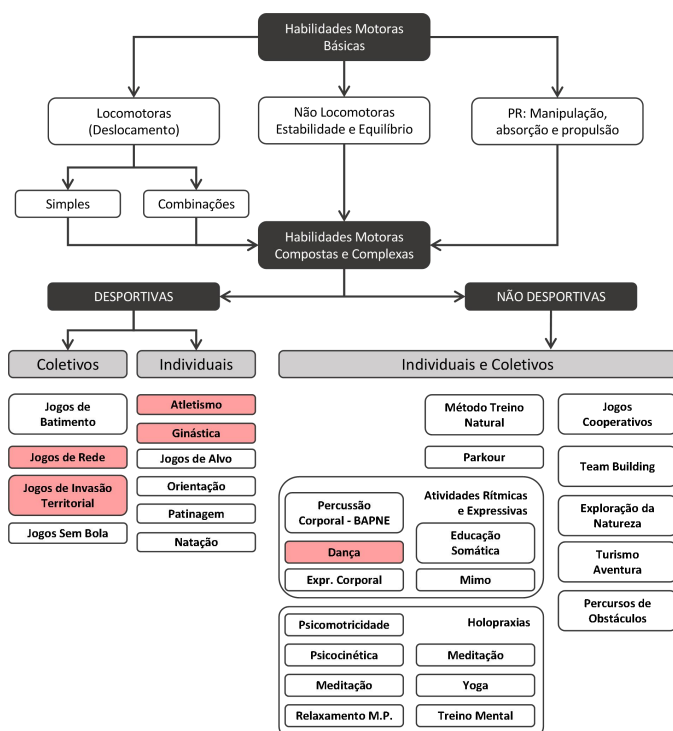 Habilidades Motoras
Básicas
Locomotoras
(Deslocamento)
Não Locomotoras
Estabilidade e Equilíbrio
PR: Manipulação,
absorção e propulsão
Simples
Combinações
Habilidades Motoras
Compostas e Complexas
DESPORTIVAS
NÃO DESPORTIVAS
Coletivos
Individuais
Individuais e Coletivos
Jogos de
Batimento
Jogos de Rede
Jogos de Invasão
Territorial
Jogos Sem Bola
Atletismo
Ginástica
Jogos de Alvo
Orientação
Patinagem
Natação
Método Treino
Natural
Parkour
Jogos
Cooperativos
Team Building
Exploração da
Natureza
Turismo
Aventura
Percursos de
Obstáculos
Atividades Rítmicas
e Expressivas
Percussão
Corporal - BAPNE
Dança
Expr. Corporal
Educação
Somática
Mimo
Holopraxias
Psicomotricidade
Psicocinética
Meditação
Meditação
Yoga
Relaxamento M.P.
Treino Mental